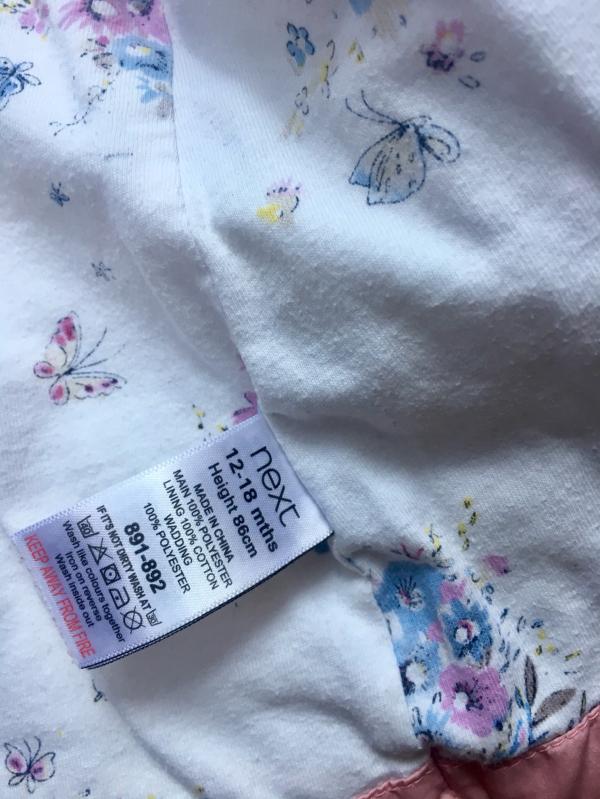 next
12-18 mths
Height 86cm
MADE IN CHINA
MAIN 100% POLYESTER
LINING 100% COTTON
WADDING
100% POLYESTER
891-892
IF IT'S NOT DIRTY WASH AT 30
30
Wash like colours together
Iron on reverse
Wash inside out
KEEP AWAY FROM FIRE